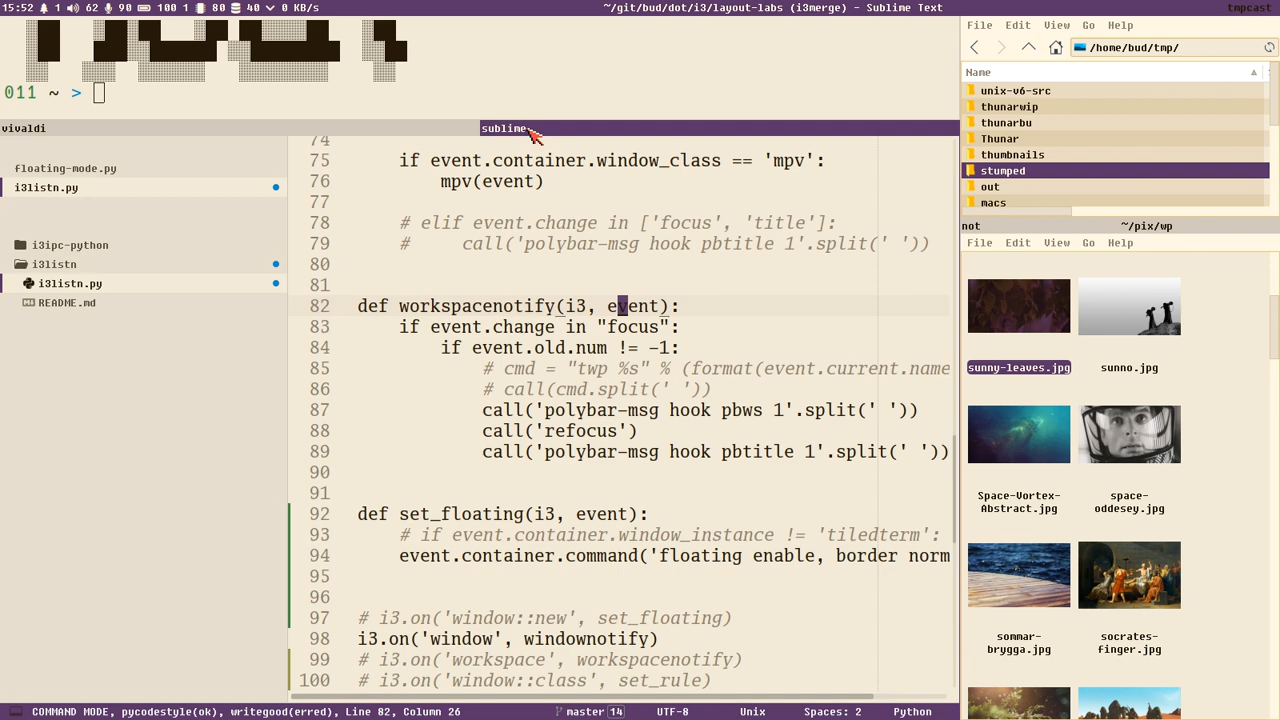 15:52 1 62 90 100 1 80 40 0 KB/s ~/git/bud/dot/i3/layout-labs (i3merge) - Sublime Text tmpcast
011 ~ >
vivaldi sublime
floating-mode.py
i3listn.py
i3ipc-python
i3listn
i3listn.py
README.md
74
75 if event.container.window_class == 'mpv':
76 mpv(event)
77
78 # elif event.change in ['focus', 'title']:
79 # call('polybar-msg hook pbtitle 1'.split(' '))
80
81
82 def workspacenotify(i3, event):
83 if event.change in "focus":
84 if event.old.num != -1:
85 # cmd = "twp %s" % (format(event.current.name
86 # call(cmd.split(' '))
87 call('polybar-msg hook pbws 1'.split(' '))
88 call('refocus')
89 call('polybar-msg hook pbtitle 1'.split(' '))
90
91
92 def set_floating(i3, event):
93 # if event.container.window_instance != 'tiledterm':
94 event.container.command('floating enable, border norm
95
96
97 # i3.on('window::new', set_floating)
98 i3.on('window', windownotify)
99 # i3.on('workspace', workspacenotify)
100 # i3.on('window::class', set_rule)
COMMAND MODE, pycodestyle(ok), writegood(erred), Line 82, Column 26 master 14 UTF-8 Unix Spaces: 2 Python
File Edit View Go Help
/home/bud/tmp/
Name
unix-v6-src
thunarwip
thunarbu
Thunar
thumbnails
stumped
out
macs
not ~/pix/wp
File Edit View Go Help
sunny-leaves.jpg sunno.jpg
Space-Vortex-Abstract.jpg space-oddesey.jpg
sommar-brygga.jpg socrates-finger.jpg